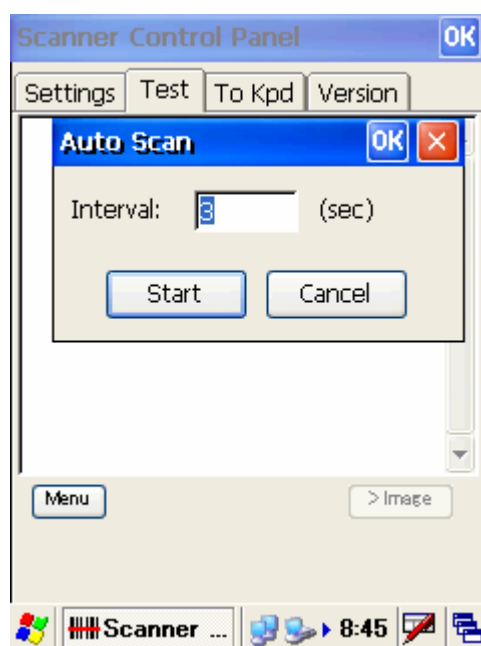 Scanner Control Panel OK
Settings Test To Kpd Version
Auto Scan OK
Interval: 3 (sec)
Start Cancel
Menu > Image
Scanner ... 8:45